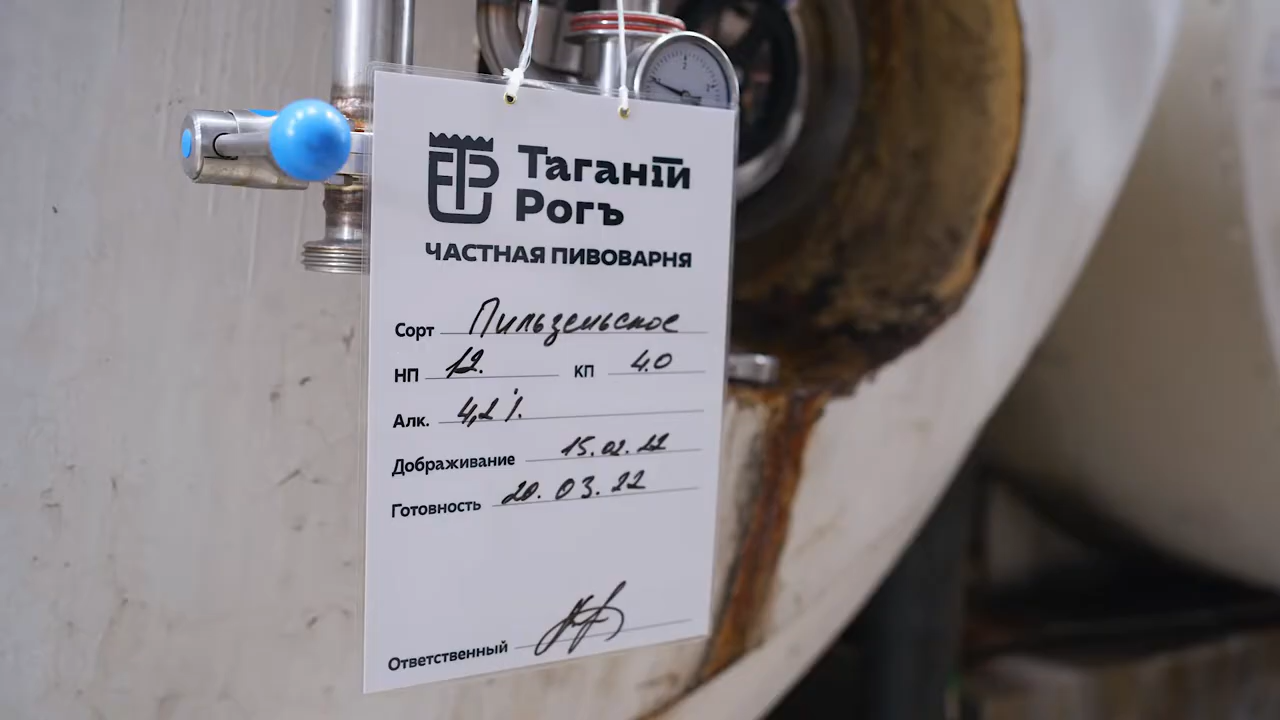 Таганiй
Рогъ
ЧАСТНАЯ ПИВОВАРНЯ
Сорт Пильзеньское
НП 12. КП 4.0
Алк. 4,2 %
Дображивание 15.02.22
Готовность 20.03.22
Ответственный